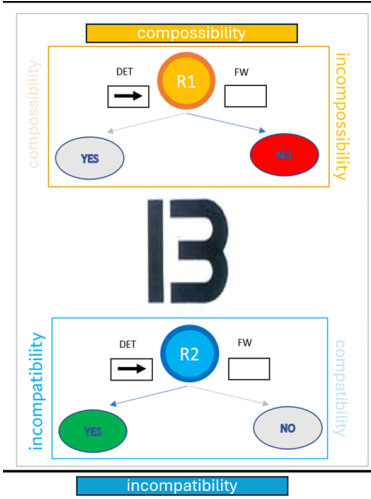 compossibility
compossibility
incompossibility
DET
R1
FW
YES
NO
13
incompatibility
compatibility
DET
R2
FW
YES
NO
incompatibility